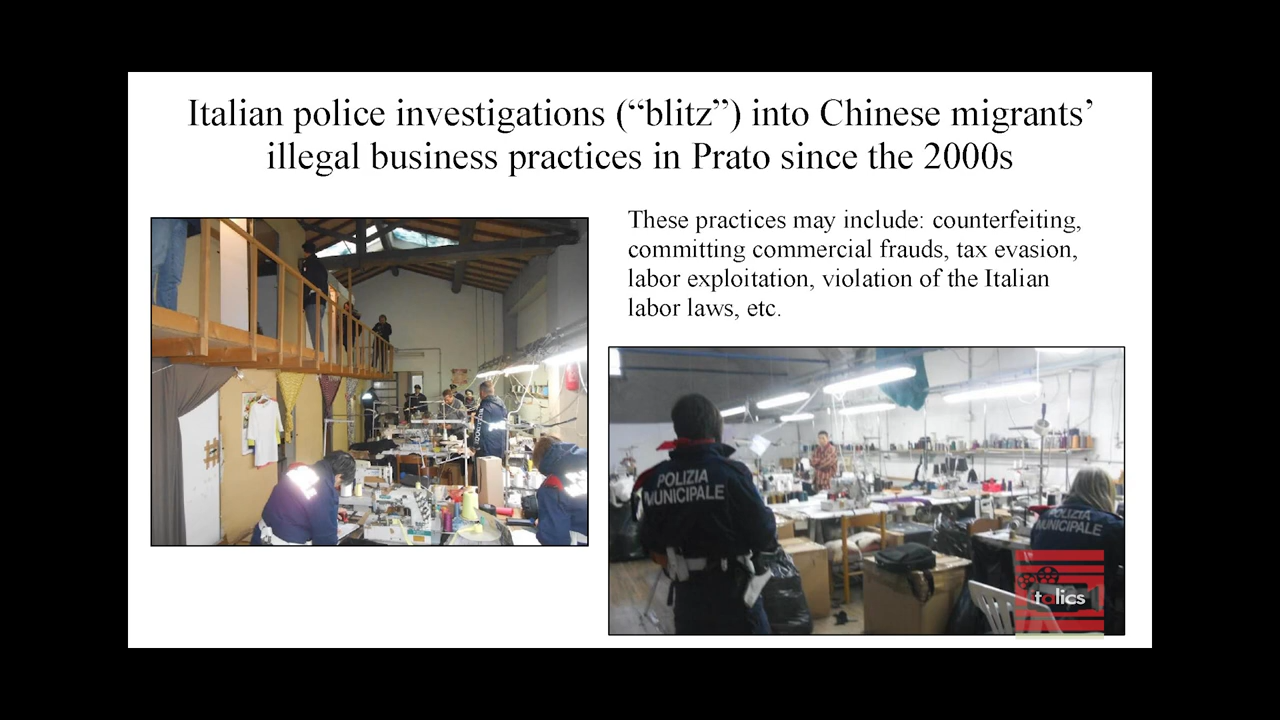 Italian police investigations (“blitz”) into Chinese migrants’
illegal business practices in Prato since the 2000s
These practices may include: counterfeiting,
committing commercial frauds, tax evasion,
labor exploitation, violation of the Italian
labor laws, etc.
POLIZIA
MUNICIPALE
POLIZIA
MUNICIPALE
italics